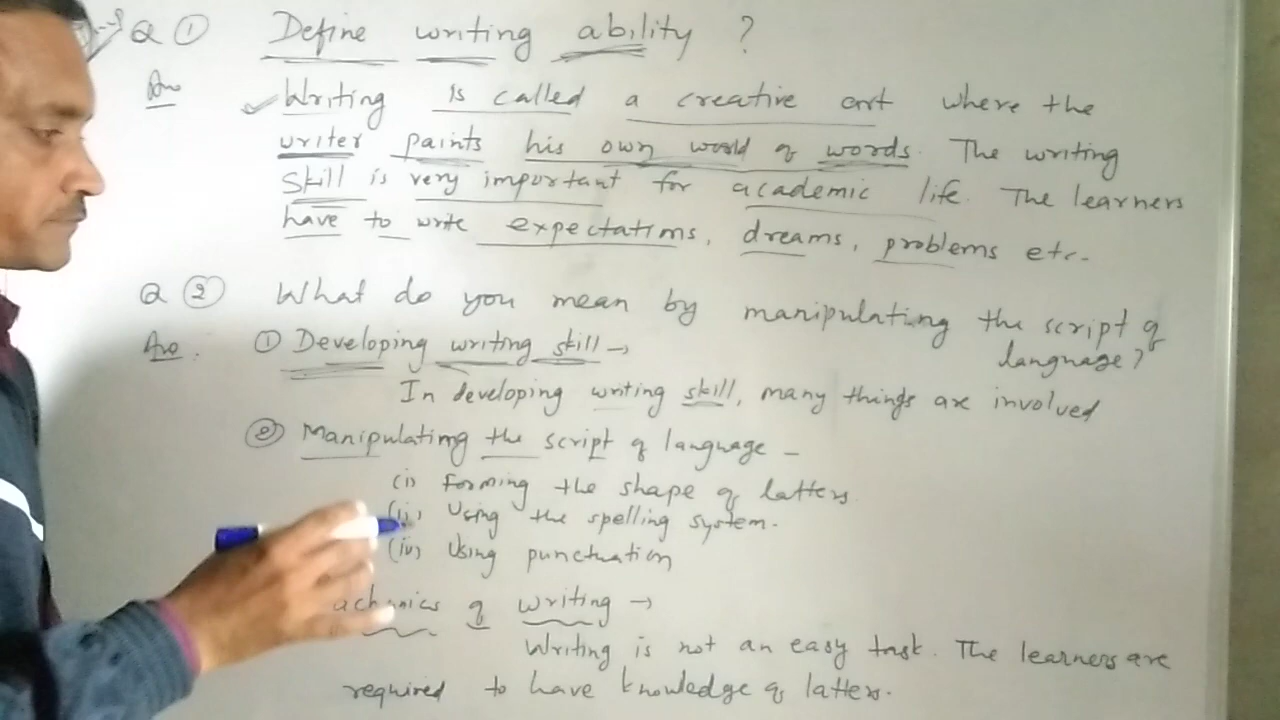 Q ① Define writing ability ?
Ans Writing is called a creative art where the
writer paints his own world of words. The writing
Skill is very important for academic life. The learners
have to write expectations, dreams, problems etc.
Q ② What do you mean by manipulating the script of
language?
Ans. ① Developing writing skill →
In developing writing skill, many things are involved
② Manipulating the script of language -
(i) Forming the shape of latters.
(ii) Using the spelling system.
(iv) Using punctuation
of writing →
Writing is not an easy task. The learners are
required to have knowledge of latters.